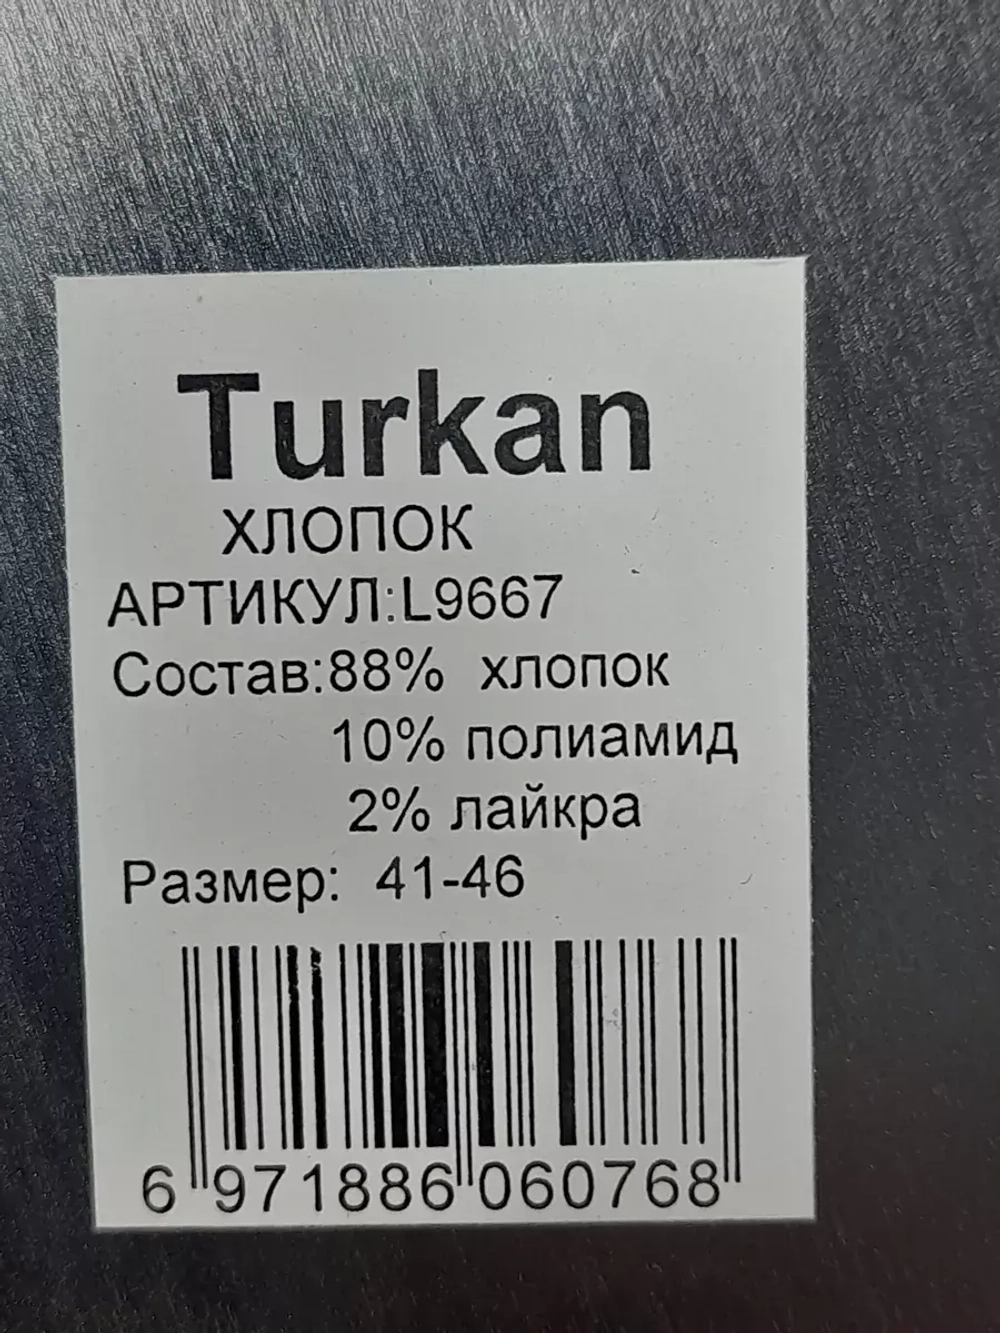 Turkan
ХЛОПОК
АРТИКУЛ:L9667
Состав:88% хлопок
10% полиамид
2% лайкра
Размер: 41-46
6 971886 060768